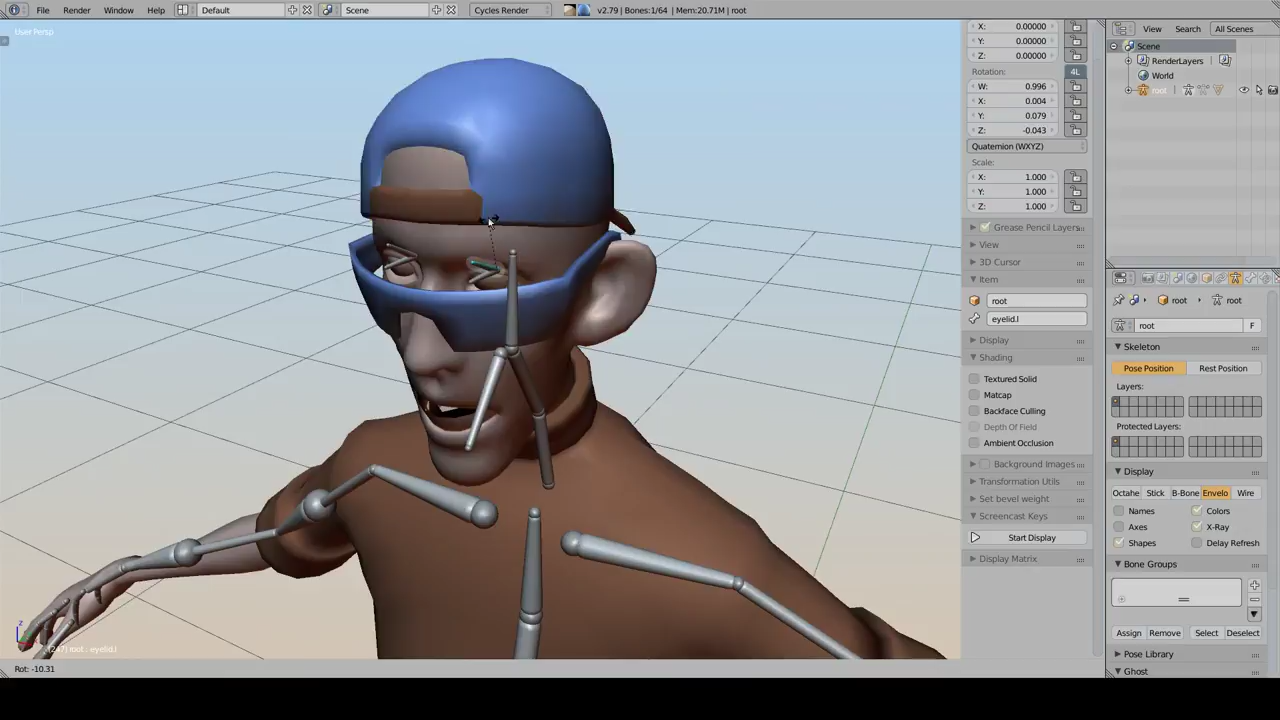 File Render Window Help Default Scene Cycles Render v2.79 | Bones:1/64 | Mem:20.71M | root
User Persp
X: 0.00000
Y: 0.00000
Z: 0.00000
Rotation: 4L
W: 0.996
X: 0.004
Y: 0.079
Z: -0.043
Quaternion (WXYZ)
Scale:
X: 1.000
Y: 1.000
Z: 1.000
Grease Pencil Layers
View
3D Cursor
Item
root
eyelid.l
Display
Shading
Textured Solid
Matcap
Backface Culling
Depth Of Field
Ambient Occlusion
Background Images
Transformation Utils
Set bevel weight
Screencast Keys
Start Display
Display Matrix
View Search All Scenes
Scene
RenderLayers
World
root
root root
root F
Skeleton
Pose Position Rest Position
Layers:
Protected Layers:
Display
Octahe Stick B-Bone Envelo Wire
Names Colors
Axes X-Ray
Shapes Delay Refresh
Bone Groups
Assign Remove Select Deselect
Pose Library
Ghost
z
(247) root : eyelid.l
Rot: -10.31